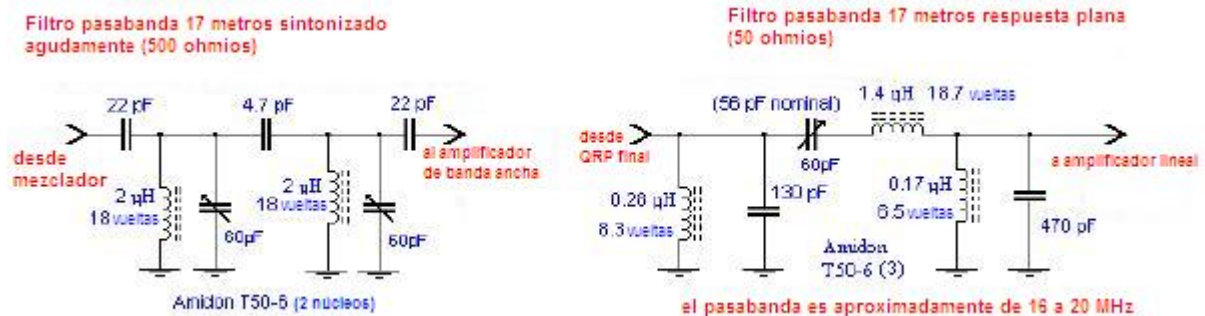 Filtro pasabanda 17 metros sintonizado
agudamente (500 ohmios)
22 pF
4.7 pF
22 pF
desde
mezclador
al amplificador
de banda ancha
2 µH
18 vueltas
60pF
2 µH
18 vueltas
60pF
Amidon T50-6 (2 núcleos)
Filtro pasabanda 17 metros respuesta plana
(50 ohmios)
(56 pF nominal)
1.4 µH 18.7 vueltas
desde
QRP final
60pF
a amplificador lineal
0.26 µH
8.3 vueltas
130 pF
0.17 µH
6.5 vueltas
470 pF
Amidon
T50-6 (3)
el pasabanda es aproximadamente de 16 a 20 MHz